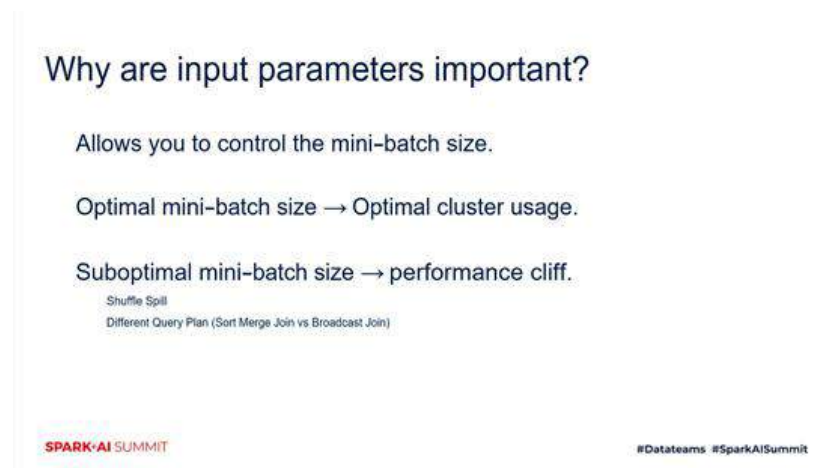 Why are input parameters important?
Allows you to control the mini-batch size.
Optimal mini-batch size → Optimal cluster usage.
Suboptimal mini-batch size → performance cliff.
Shuffle Spill
Different Query Plan (Sort Merge Join vs Broadcast Join)
SPARK+AI SUMMIT
#Datateams #SparkAISummit